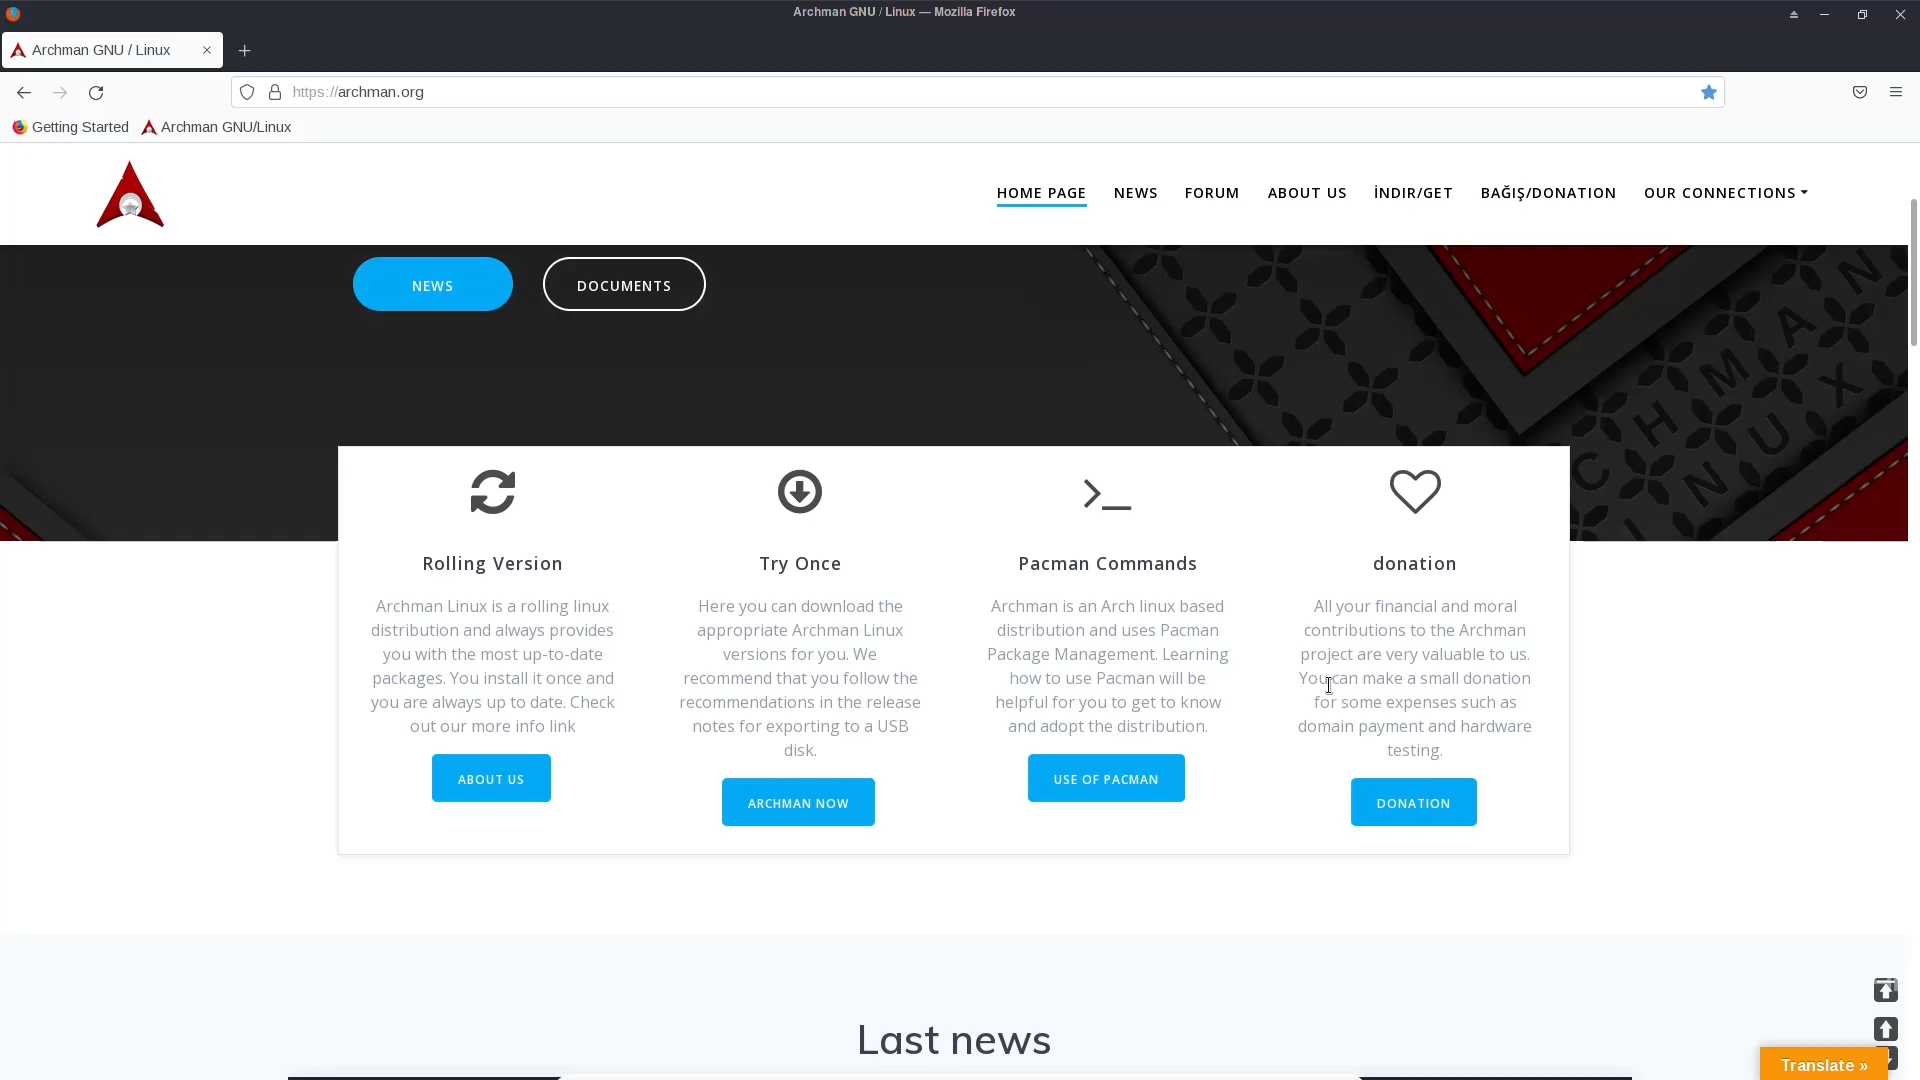 Archman GNU / Linux — Mozilla Firefox
Archman GNU / Linux
https://archman.org
Getting Started
Archman GNU/Linux
HOME PAGE
NEWS
FORUM
ABOUT US
İNDIR/GET
BAĞIŞ/DONATION
OUR CONNECTIONS
NEWS
DOCUMENTS
Rolling Version
Archman Linux is a rolling linux
distribution and always provides
you with the most up-to-date
packages. You install it once and
you are always up to date. Check
out our more info link
ABOUT US
Try Once
Here you can download the
appropriate Archman Linux
versions for you. We
recommend that you follow the
recommendations in the release
notes for exporting to a USB
disk.
ARCHMAN NOW
Pacman Commands
Archman is an Arch linux based
distribution and uses Pacman
Package Management. Learning
how to use Pacman will be
helpful for you to get to know
and adopt the distribution.
USE OF PACMAN
donation
All your financial and moral
contributions to the Archman
project are very valuable to us.
You can make a small donation
for some expenses such as
domain payment and hardware
testing.
DONATION
Last news
Translate »